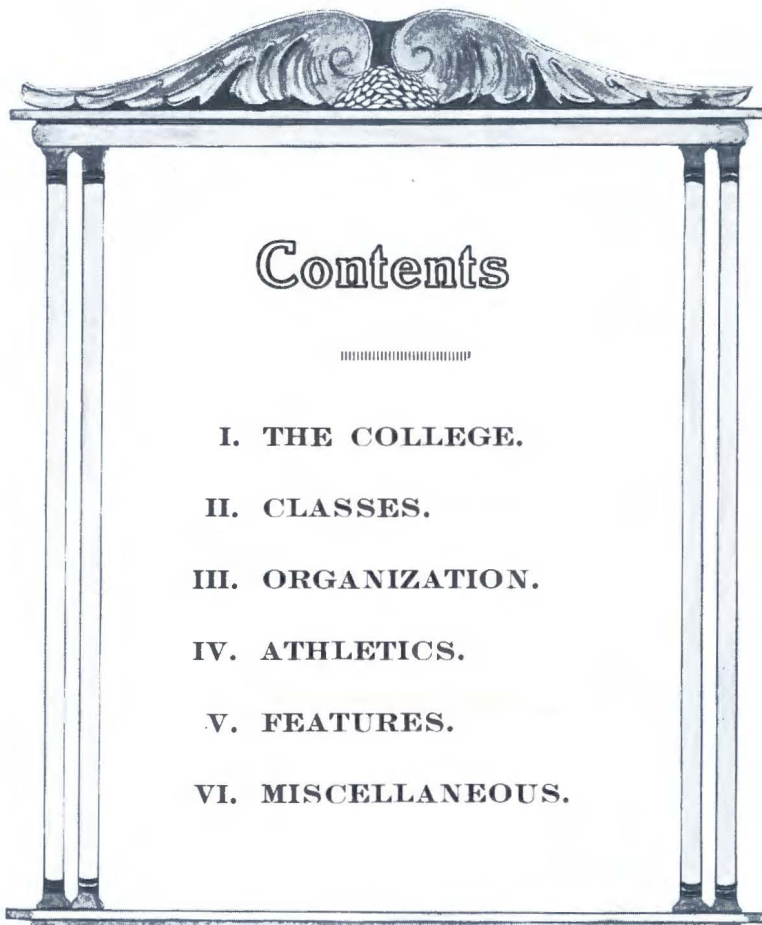 Contents
I. THE COLLEGE.
II. CLASSES.
III. ORGANIZATION.
IV. ATHLETICS.
V. FEATURES.
VI. MISCELLANEOUS.